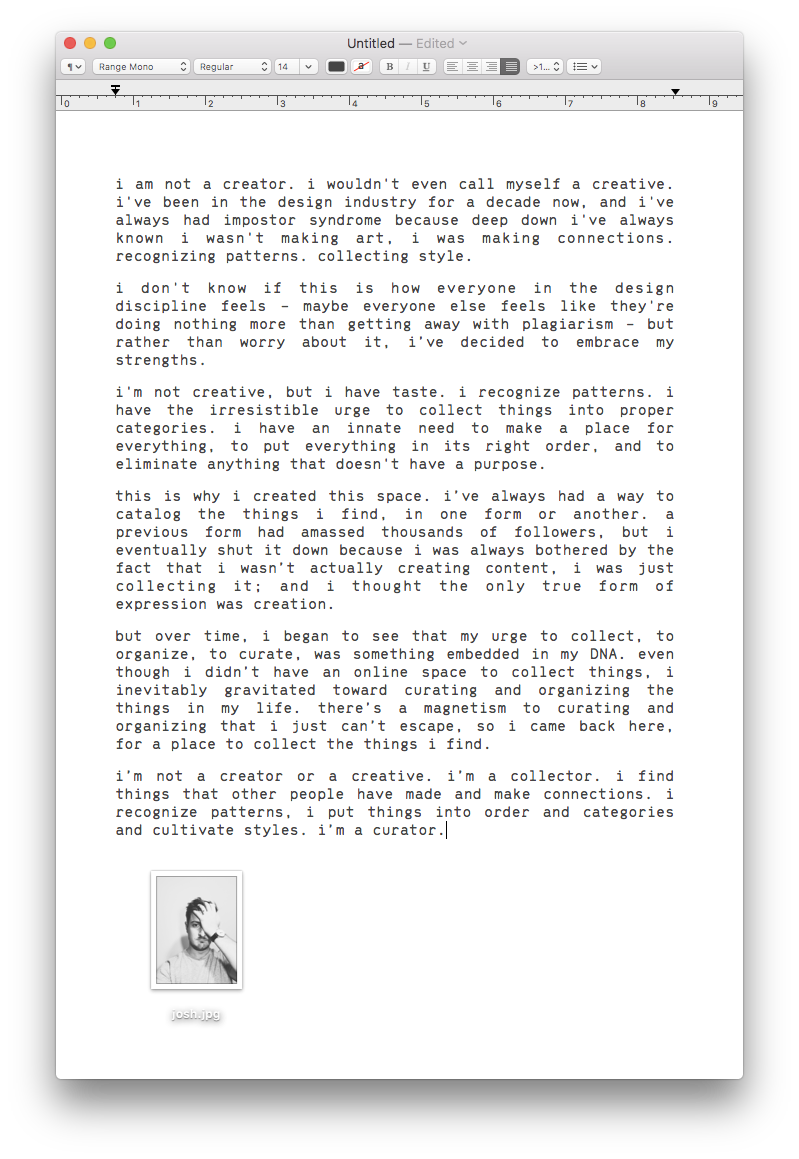 Untitled — Edited
¶ Range Mono Regular 14 a B I U >1...
0 1 2 3 4 5 6 7 8 9
i am not a creator. i wouldn't even call myself a creative.
i've been in the design industry for a decade now, and i've
always had impostor syndrome because deep down i've always
known i wasn't making art, i was making connections.
recognizing patterns. collecting style.
i don't know if this is how everyone in the design
discipline feels – maybe everyone else feels like they're
doing nothing more than getting away with plagiarism – but
rather than worry about it, i’ve decided to embrace my
strengths.
i'm not creative, but i have taste. i recognize patterns. i
have the irresistible urge to collect things into proper
categories. i have an innate need to make a place for
everything, to put everything in its right order, and to
eliminate anything that doesn't have a purpose.
this is why i created this space. i’ve always had a way to
catalog the things i find, in one form or another. a
previous form had amassed thousands of followers, but i
eventually shut it down because i was always bothered by the
fact that i wasn’t actually creating content, i was just
collecting it; and i thought the only true form of
expression was creation.
but over time, i began to see that my urge to collect, to
organize, to curate, was something embedded in my DNA. even
though i didn’t have an online space to collect things, i
inevitably gravitated toward curating and organizing the
things in my life. there’s a magnetism to curating and
organizing that i just can’t escape, so i came back here,
for a place to collect the things i find.
i’m not a creator or a creative. i’m a collector. i find
things that other people have made and make connections. i
recognize patterns, i put things into order and categories
and cultivate styles. i’m a curator.
josh.jpg